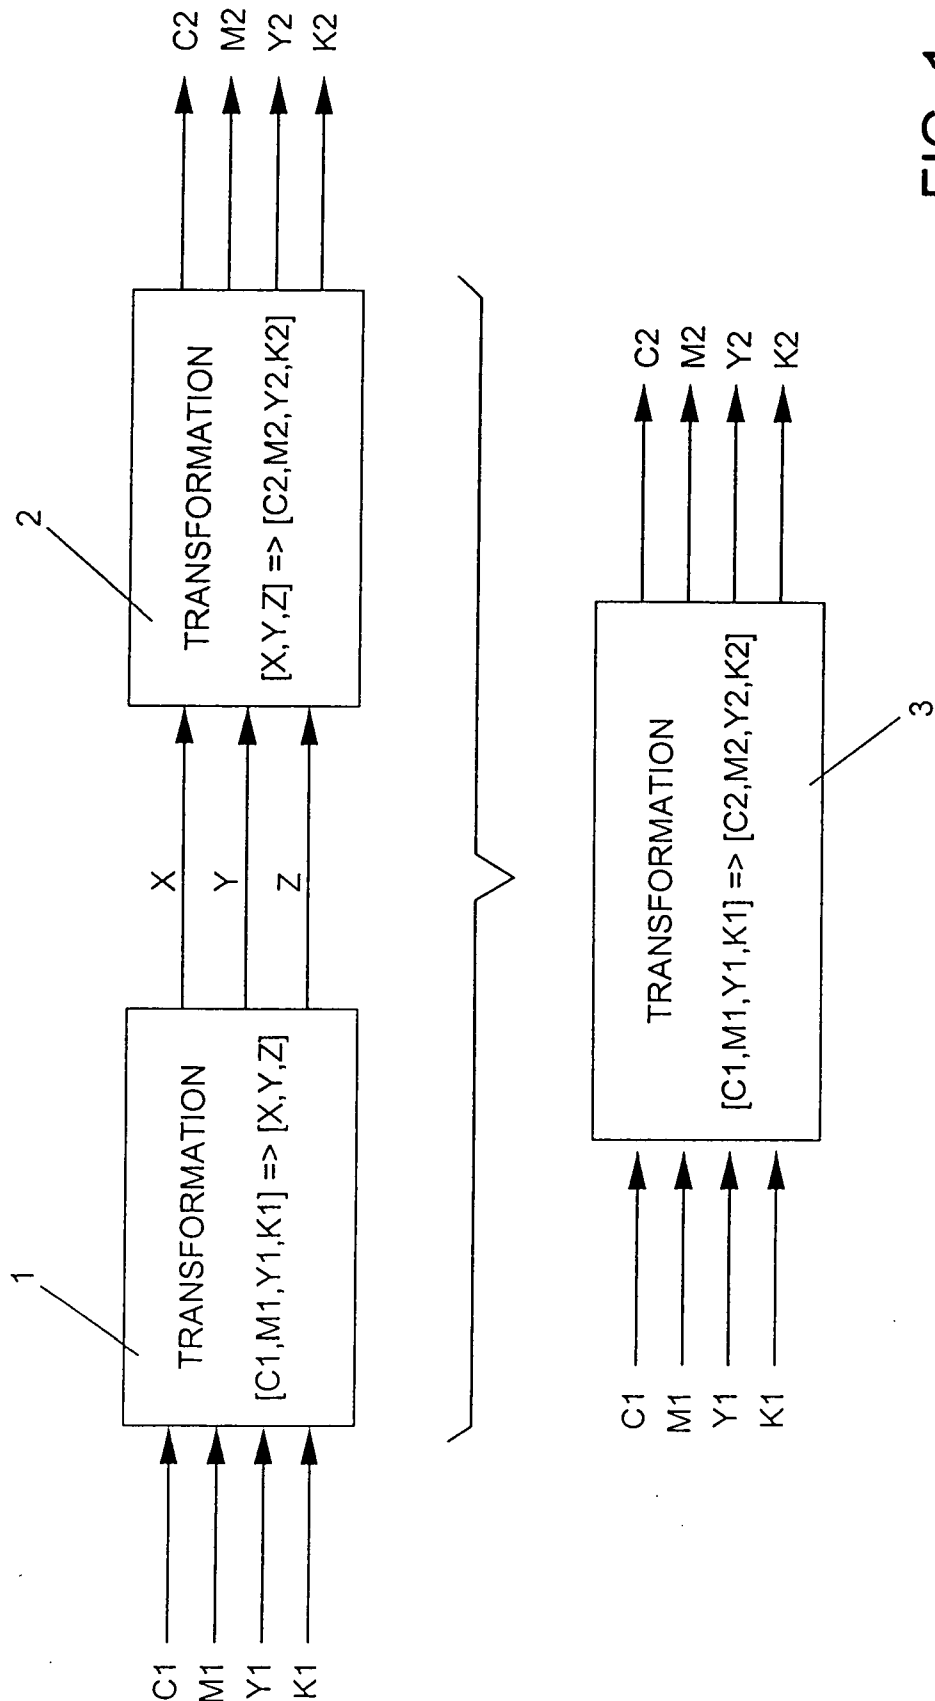 1
2
C1
M1
Y1
K1
TRANSFORMATION
[C1,M1,Y1,K1] => [X,Y,Z]
X
Y
Z
TRANSFORMATION
[X,Y,Z] => [C2,M2,Y2,K2]
C2
M2
Y2
K2
C1
M1
Y1
K1
TRANSFORMATION
[C1,M1,Y1,K1] => [C2,M2,Y2,K2]
C2
M2
Y2
K2
3
FIG. 1